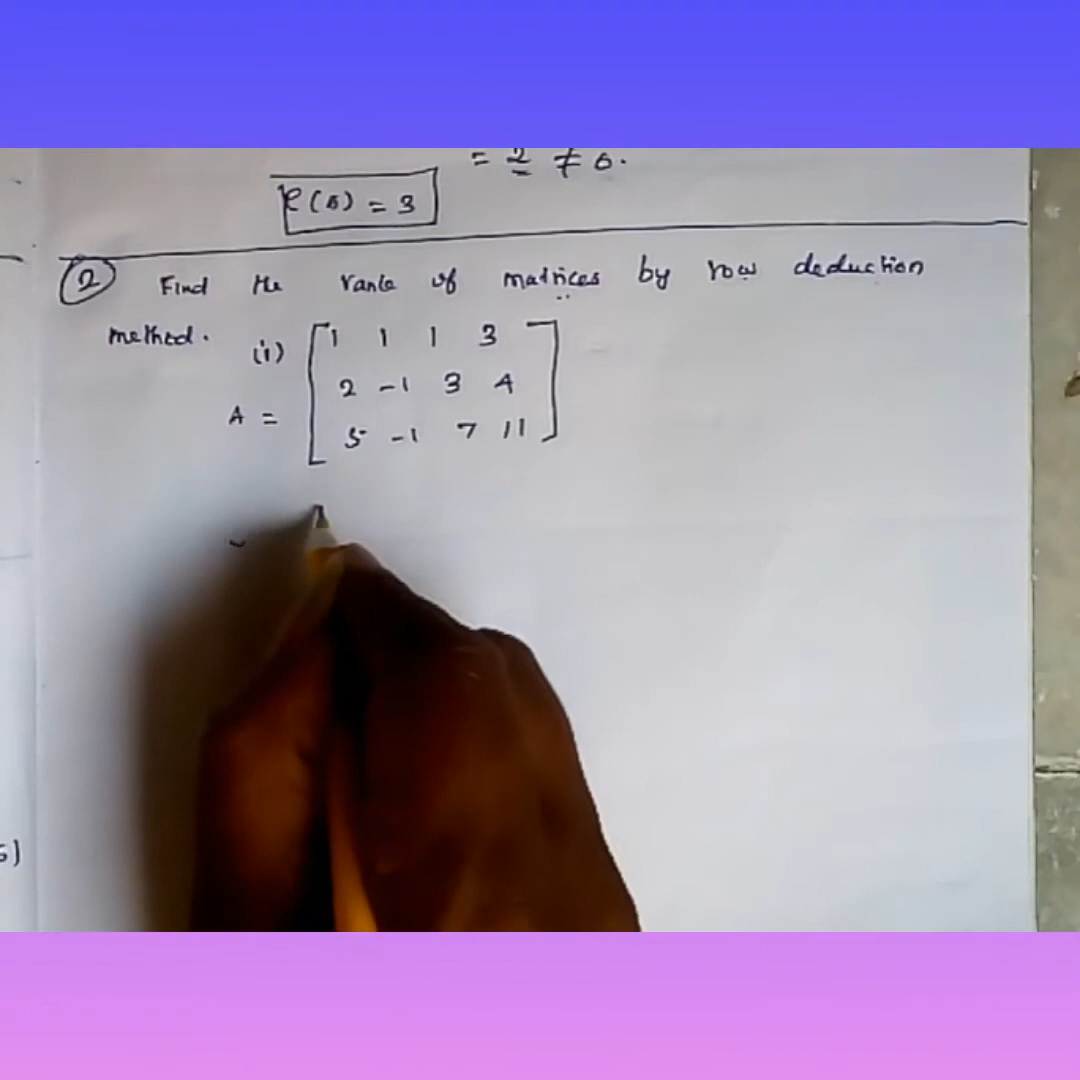 = 2 ≠ 0.
ρ(A) = 3
② Find the rank of matrices by row deduction
method. (i)
A = [1 1 1 3
2 -1 3 4
5 -1 7 11]